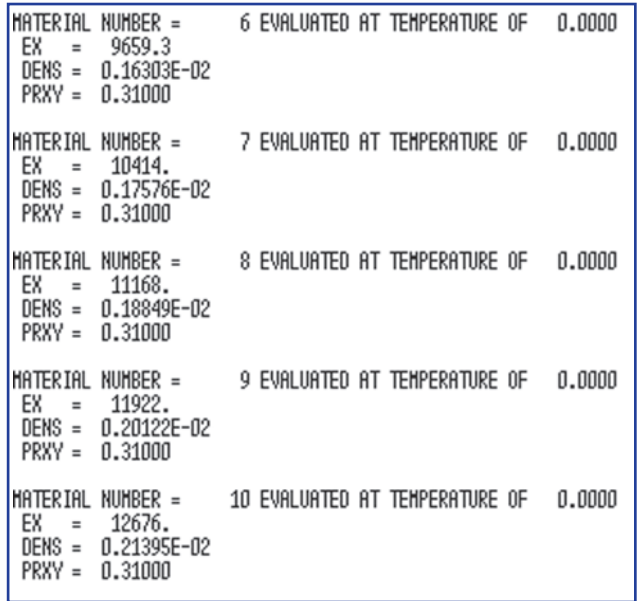 MATERIAL NUMBER = 6 EVALUATED AT TEMPERATURE OF 0.0000
EX = 9659.3
DENS = 0.16303E-02
PRXY = 0.31000
MATERIAL NUMBER = 7 EVALUATED AT TEMPERATURE OF 0.0000
EX = 10414.
DENS = 0.17576E-02
PRXY = 0.31000
MATERIAL NUMBER = 8 EVALUATED AT TEMPERATURE OF 0.0000
EX = 11168.
DENS = 0.18849E-02
PRXY = 0.31000
MATERIAL NUMBER = 9 EVALUATED AT TEMPERATURE OF 0.0000
EX = 11922.
DENS = 0.20122E-02
PRXY = 0.31000
MATERIAL NUMBER = 10 EVALUATED AT TEMPERATURE OF 0.0000
EX = 12676.
DENS = 0.21395E-02
PRXY = 0.31000